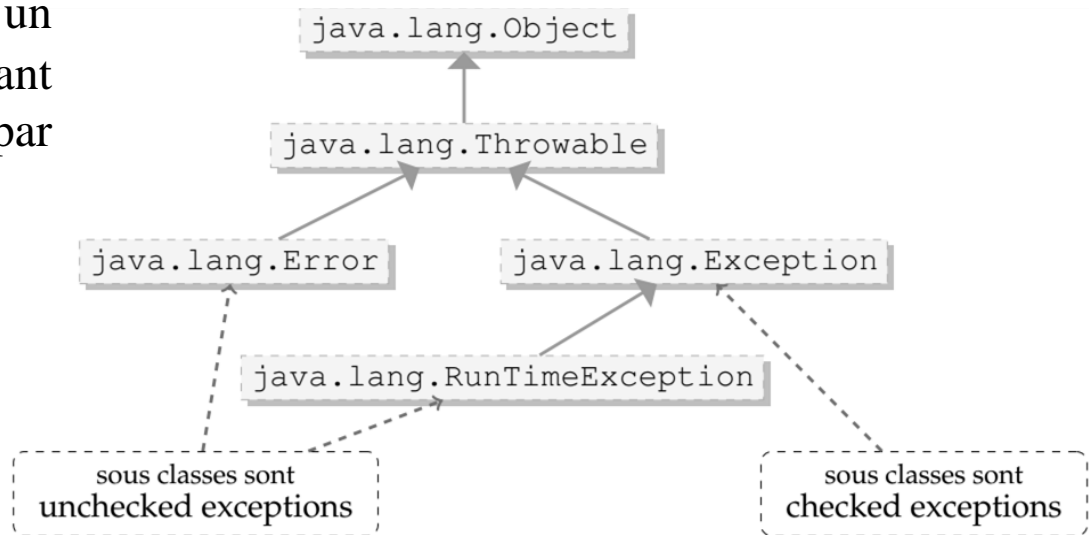 un
ant
par
java.lang.Object
java.lang.Throwable
java.lang.Error
java.lang.Exception
java.lang.RunTimeException
sous classes sont
unchecked exceptions
sous classes sont
checked exceptions